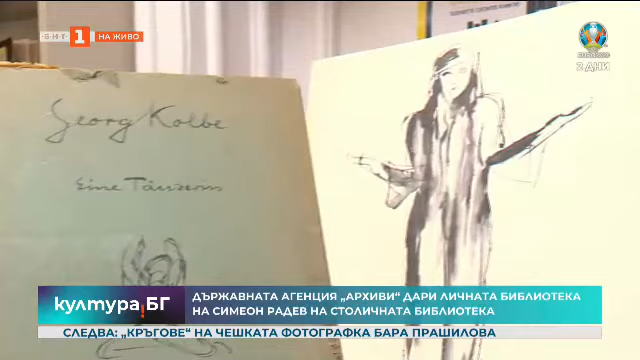 БНТ 1 НА ЖИВО
2 ДНИ
Georg Kolbe
Eine Tänzerin
култура.БГ
ДЪРЖАВНАТА АГЕНЦИЯ „АРХИВИ“ ДАРИ ЛИЧНАТА БИБЛИОТЕКА
НА СИМЕОН РАДЕВ НА СТОЛИЧНАТА БИБЛИОТЕКА
СЛЕДВА: „КРЪГОВЕ“ НА ЧЕШКАТА ФОТОГРАФКА БАРА ПРАШИЛОВА